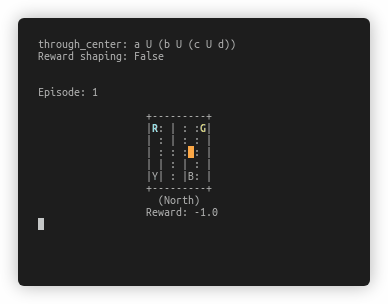 through_center: a U (b U (c U d))
Reward shaping: False
Episode: 1
+---------+
|R: | : :G|
| : | : : |
| : : : : |
| | : | : |
|Y| : |B: |
+---------+
(North)
Reward: -1.0